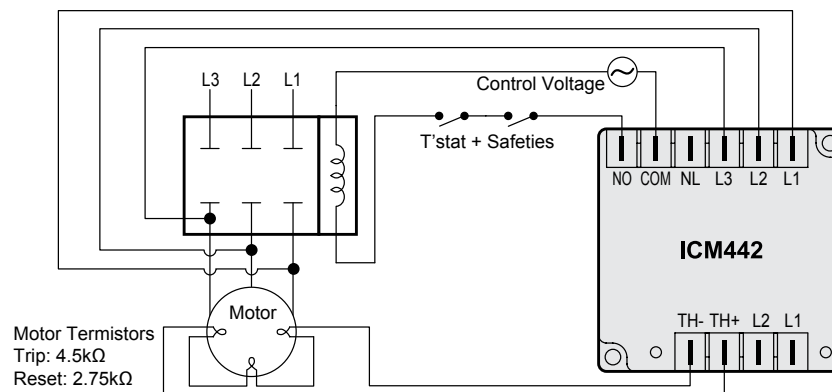 L3 L2 L1
Control Voltage
T'stat + Safeties
NO COM NL L3 L2 L1
ICM442
Motor
TH- TH+ L2 L1
Motor Termistors
Trip: 4.5kΩ
Reset: 2.75kΩ